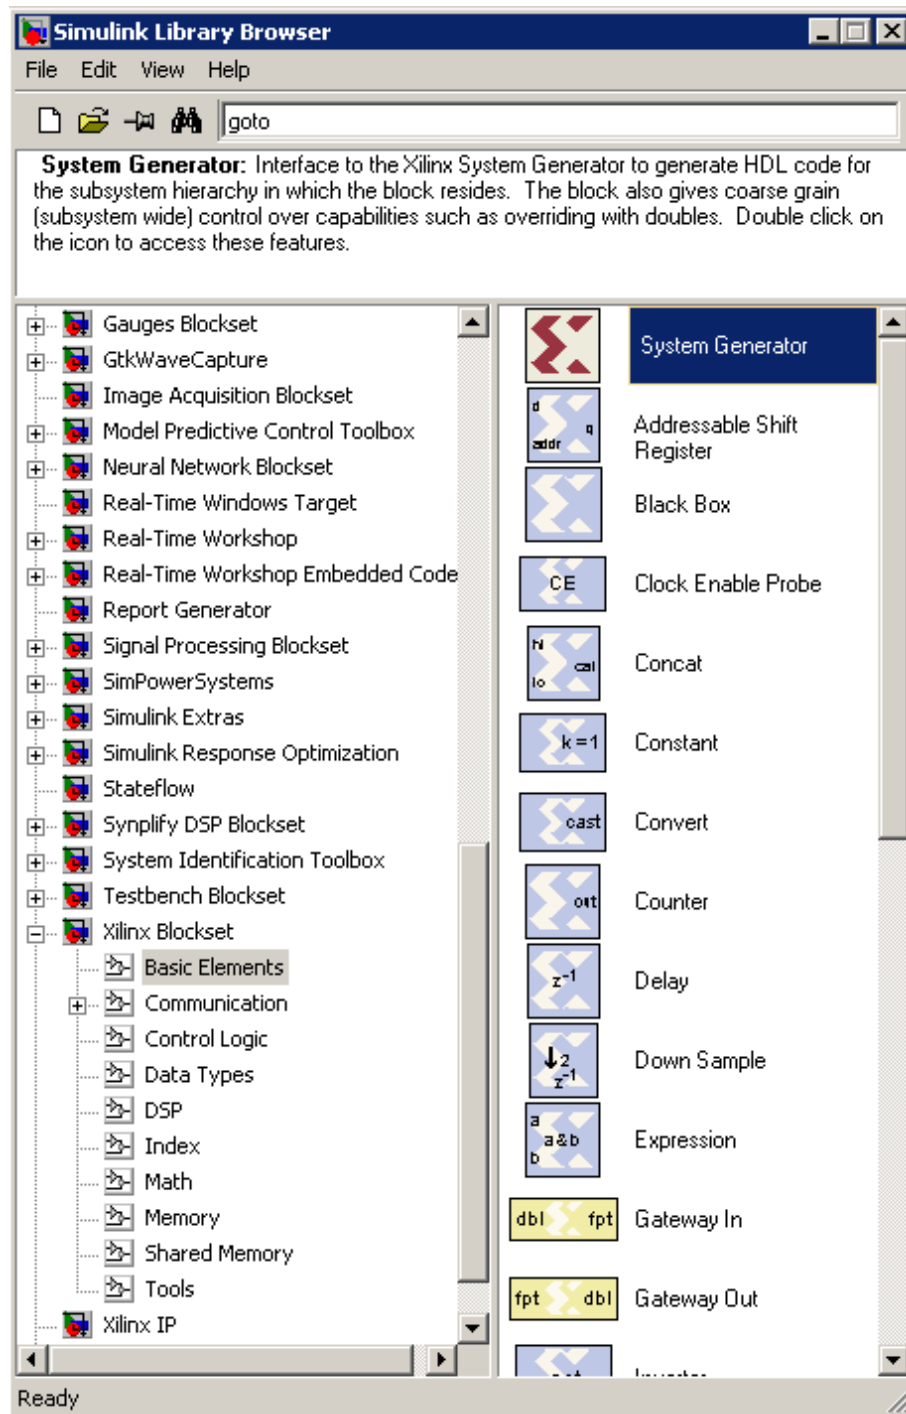 Simulink Library Browser
File Edit View Help
goto
System Generator: Interface to the Xilinx System Generator to generate HDL code for
the subsystem hierarchy in which the block resides. The block also gives coarse grain
(subsystem wide) control over capabilities such as overriding with doubles. Double click on
the icon to access these features.
Gauges Blockset
GtkWaveCapture
Image Acquisition Blockset
Model Predictive Control Toolbox
Neural Network Blockset
Real-Time Windows Target
Real-Time Workshop
Real-Time Workshop Embedded Code
Report Generator
Signal Processing Blockset
SimPowerSystems
Simulink Extras
Simulink Response Optimization
Stateflow
Synplify DSP Blockset
System Identification Toolbox
Testbench Blockset
Xilinx Blockset
Basic Elements
Communication
Control Logic
Data Types
DSP
Index
Math
Memory
Shared Memory
Tools
Xilinx IP
System Generator
d
addr q
Addressable Shift
Register
Black Box
CE
Clock Enable Probe
hi
lo
Concat
k = 1
Constant
cast
Convert
out
Counter
z-1
Delay
2
z-1
Down Sample
a
b
a & b
Expression
dbl fpt
Gateway In
fpt dbl
Gateway Out
Ready